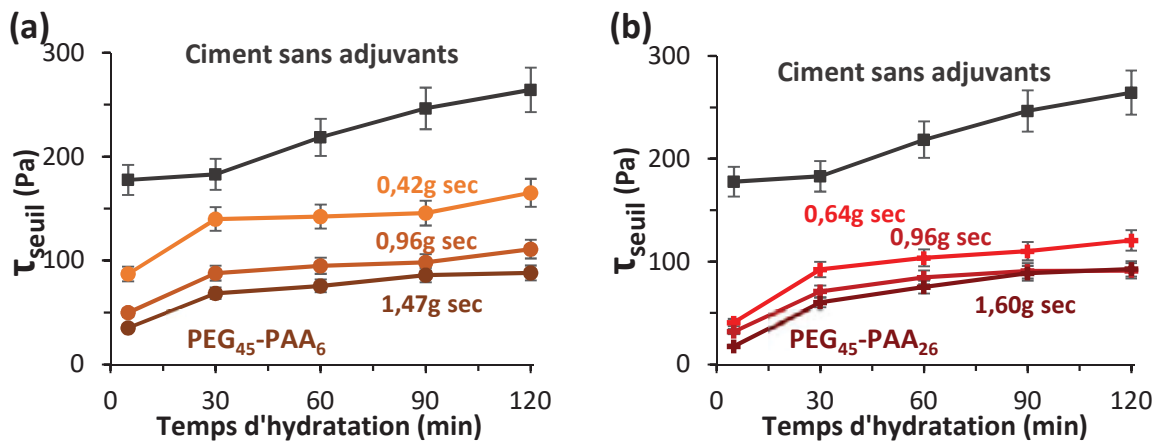 (a)
Ciment sans adjuvants
300
200
100
0
τseuil (Pa)
0,42g sec
0,96g sec
1,47g sec
PEG45-PAA6
0 30 60 90 120
Temps d'hydratation (min)
(b)
Ciment sans adjuvants
300
200
100
0
τseuil (Pa)
0,64g sec
0,96g sec
1,60g sec
PEG45-PAA26
0 30 60 90 120
Temps d'hydratation (min)